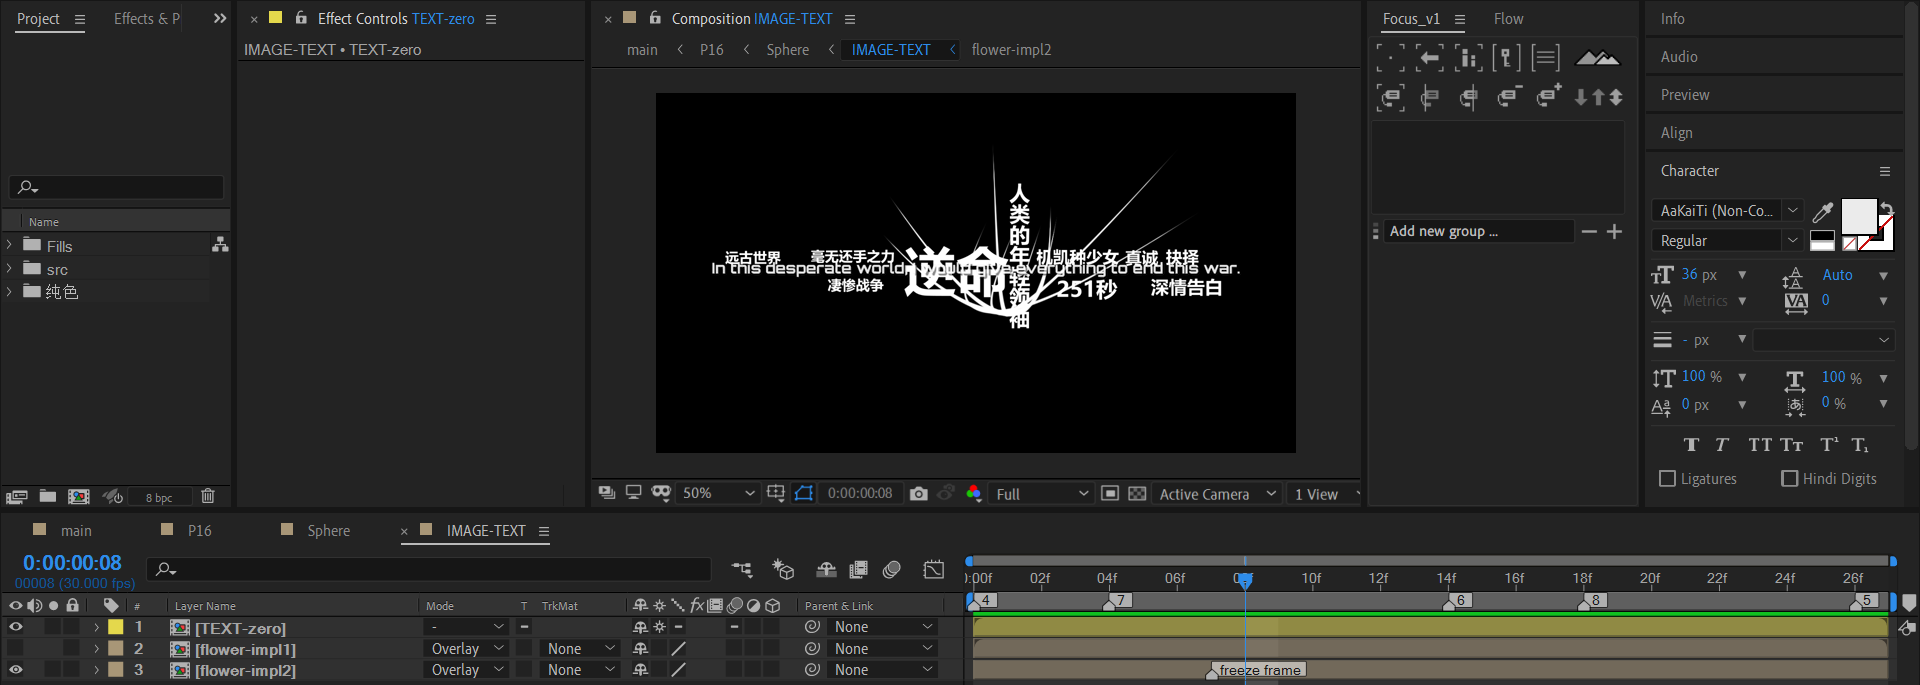 Project
Effects & P
Effect Controls TEXT-zero
Composition IMAGE-TEXT
Focus_v1
Flow
Info
IMAGE-TEXT • TEXT-zero
main
P16
Sphere
IMAGE-TEXT
flower-impl2
Audio
Preview
Align
Character
Name
Fills
src
纯色
8 bpc
人类的年轻领袖
远古世界
毫无还手之力
逆命
机凯种少女
真诚
抉择
In this desperate world, I would give everything to end this war.
凄惨战争
251秒
深情告白
Add new group ...
AaKaiTi (Non-Co...
Regular
36 px
Auto
Metrics
0
- px
100 %
100 %
0 px
0 %
Ligatures
Hindi Digits
50%
0:00:00:08
Full
Active Camera
1 View
main
P16
Sphere
IMAGE-TEXT
0:00:00:08
00008 (30.000 fps)
:00f
02f
04f
06f
10f
12f
14f
16f
18f
20f
22f
24f
26f
# Layer Name
Mode
T TrkMat
Parent & Link
4
7
6
8
5
1 [TEXT-zero]
-
None
2 [flower-impl1]
Overlay
None
None
3 [flower-impl2]
Overlay
None
None
freeze frame